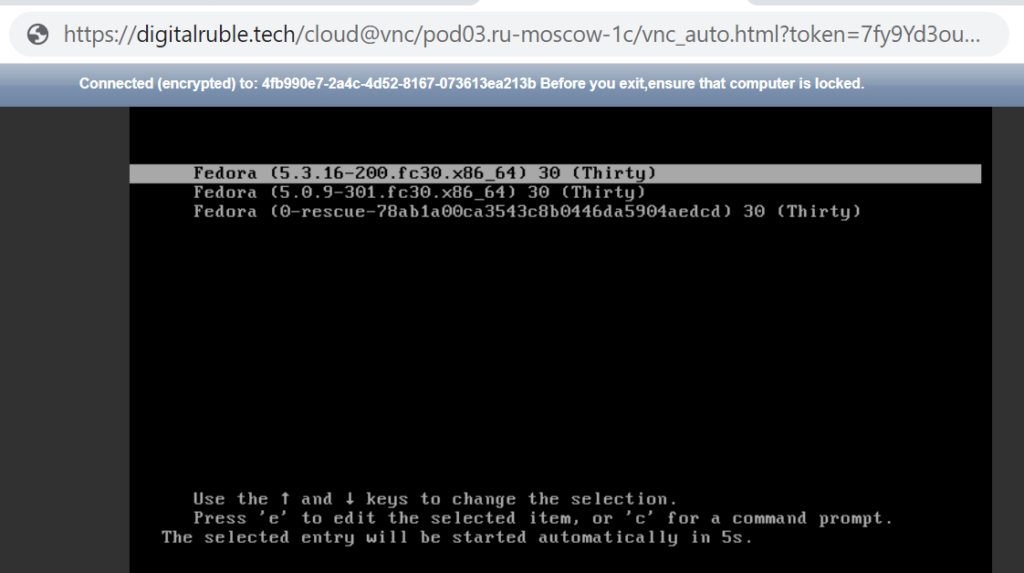 https://digitalruble.tech/cloud@vnc/pod03.ru-moscow-1c/vnc_auto.html?token=7fy9Yd3ou...
Connected (encrypted) to: 4fb990e7-2a4c-4d52-8167-073613ea213b Before you exit,ensure that computer is locked.
Fedora (5.3.16-200.fc30.x86_64) 30 (Thirty)
Fedora (5.0.9-301.fc30.x86_64) 30 (Thirty)
Fedora (0-rescue-78ab1a00ca3543c8b0446da5904aedcd) 30 (Thirty)
Use the ↑ and ↓ keys to change the selection.
Press 'e' to edit the selected item, or 'c' for a command prompt.
The selected entry will be started automatically in 5s.